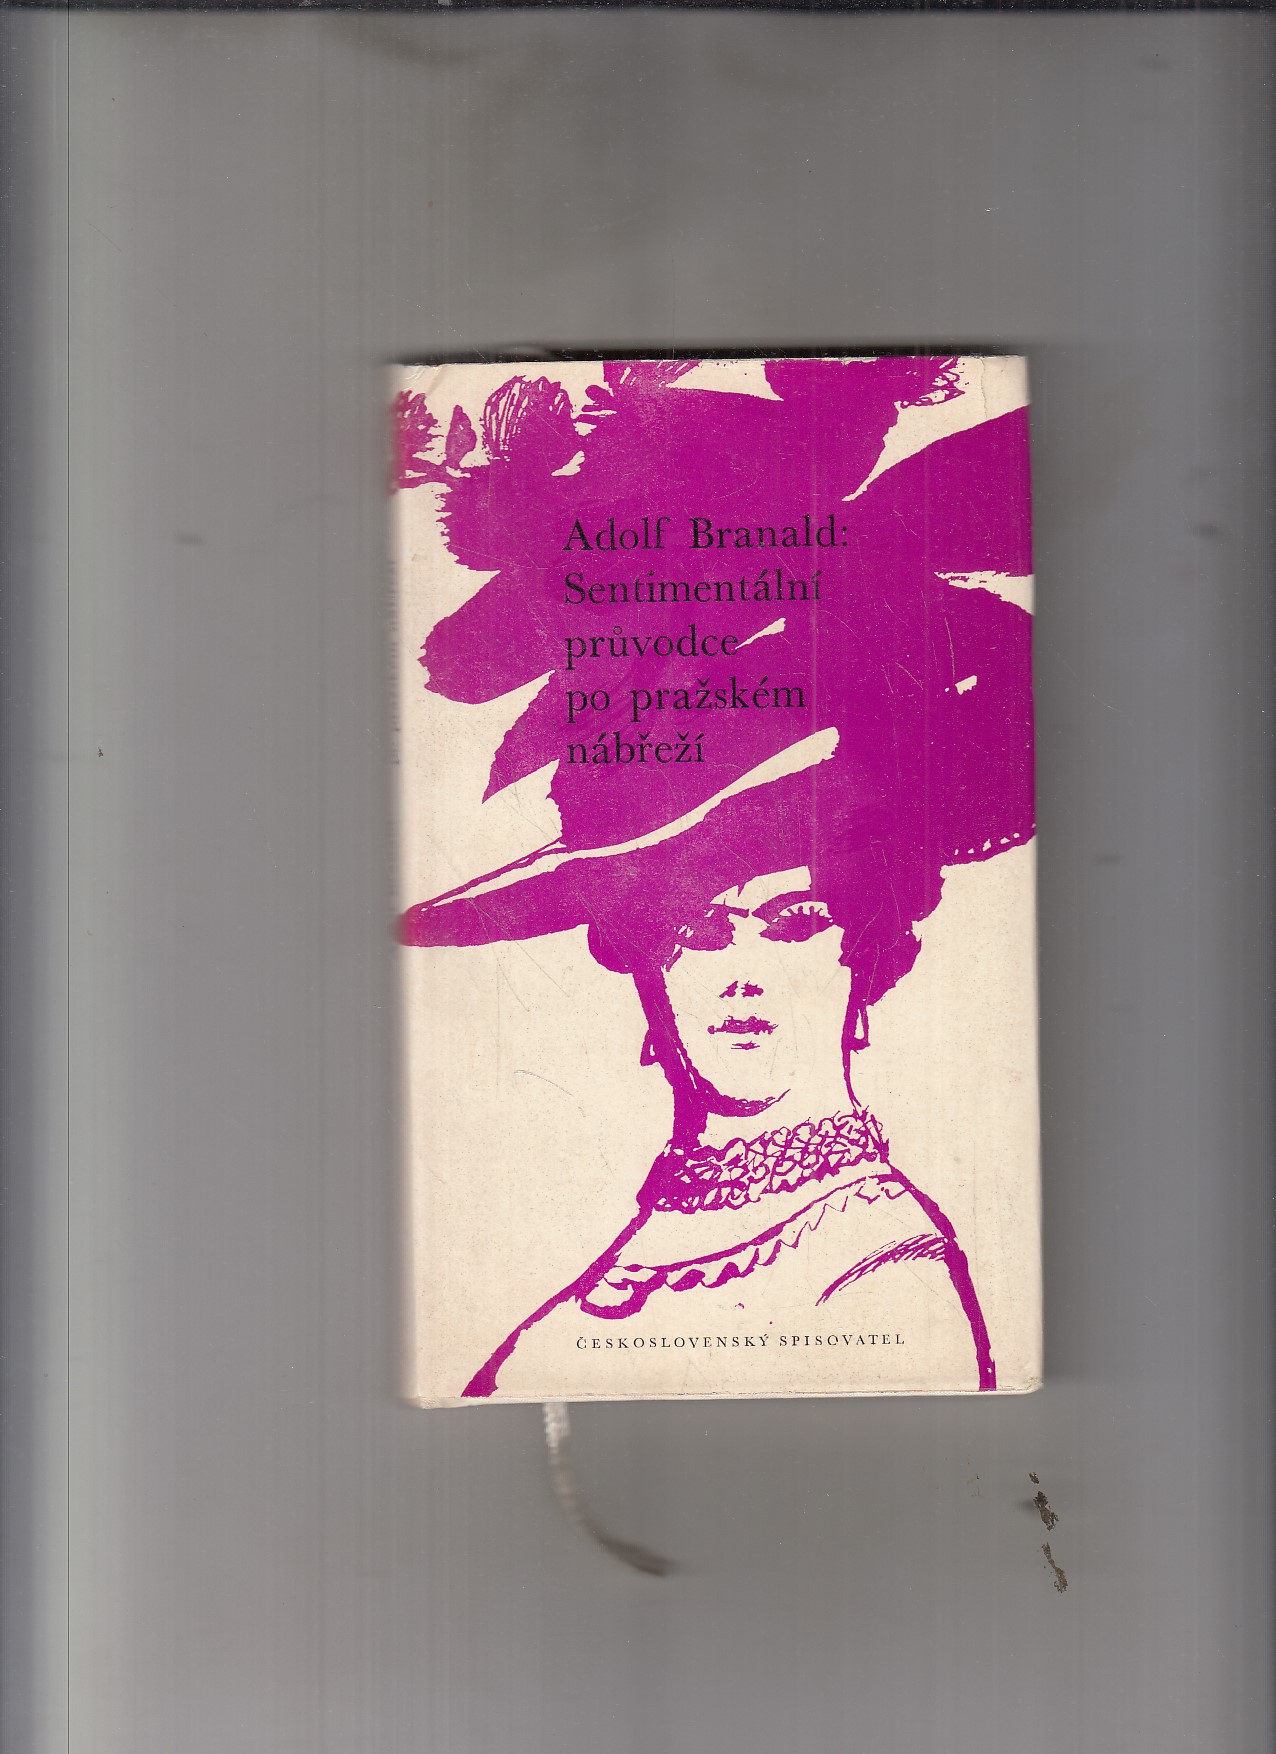 Adolf Branald:
Sentimentální
průvodce
po pražském
nábřeží
ČESKOSLOVENSKÝ SPISOVATEL